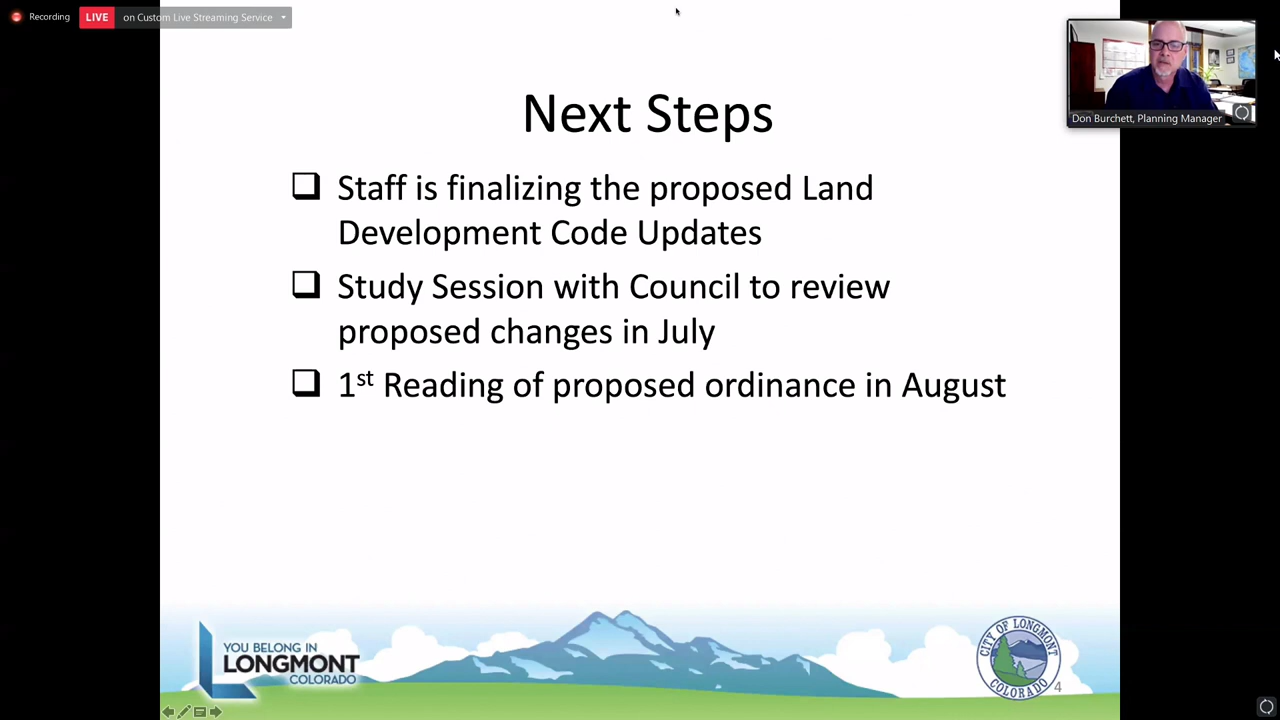 Recording
LIVE
on Custom Live Streaming Service
Don Burchett, Planning Manager
Next Steps
Staff is finalizing the proposed Land
Development Code Updates
Study Session with Council to review
proposed changes in July
1st Reading of proposed ordinance in August
YOU BELONG IN
LONGMONT
COLORADO
CITY OF LONGMONT
COLORADO
4